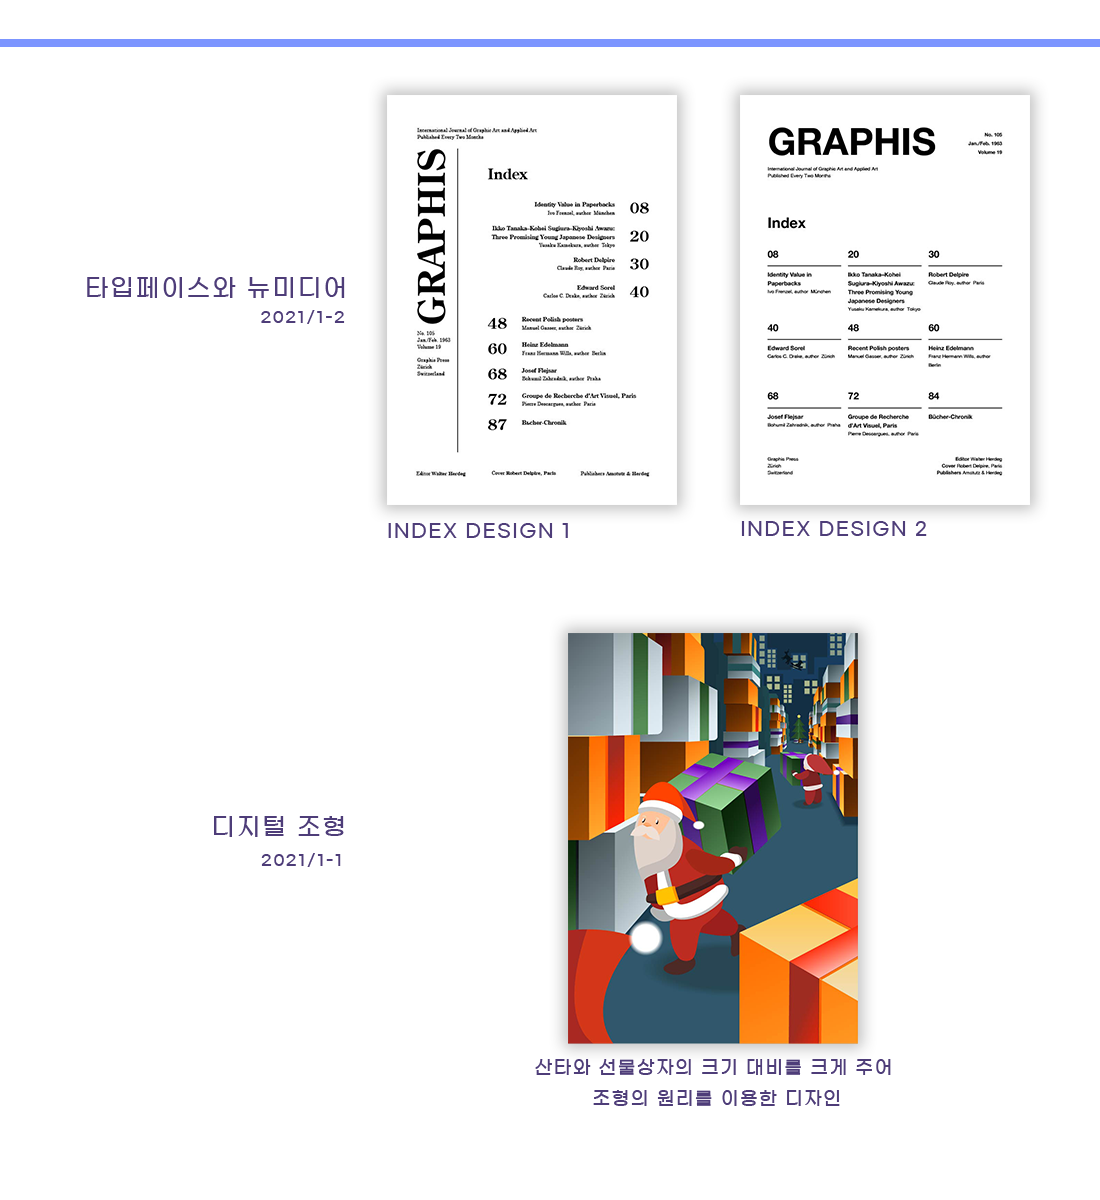 타입페이스와 뉴미디어
2021/1-2
International Journal of Graphic Art and Applied Art
Published Every Two Months
GRAPHIS
No. 105
Jan./Feb. 1963
Volume 19
Graphis Press
Zürich
Switzerland
Index
Identity Value in Paperbacks
Ivo Frenzel, author München
08
Ikko Tanaka–Kohei Sugiura–Kiyoshi Awazu:
Three Promising Young Japanese Designers
Yusaku Kamekura, author Tokyo
20
Robert Delpire
Claude Roy, author Paris
30
Edward Sorel
Carlos C. Drake, author Zürich
40
48
Recent Polish posters
Manuel Gasser, author Zürich
60
Heinz Edelmann
Franz Hermann Wills, author Berlin
68
Josef Flejsar
Bohumil Zahradnik, author Praha
72
Groupe de Recherche d'Art Visuel, Paris
Pierre Descargues, author Paris
87
Bücher-Chronik
Editor Walter Herdeg
Cover Robert Delpire, Paris
Publishers Amstutz & Herdeg
INDEX DESIGN 1
GRAPHIS
No. 105
Jan./Feb. 1963
Volume 19
International Journal of Graphic Art and Applied Art
Published Every Two Months
Index
08
Identity Value in
Paperbacks
Ivo Frenzel, author München
20
Ikko Tanaka–Kohei
Sugiura–Kiyoshi Awazu:
Three Promising Young
Japanese Designers
Yusaku Kamekura, author Tokyo
30
Robert Delpire
Claude Roy, author Paris
40
Edward Sorel
Carlos C. Drake, author Zürich
48
Recent Polish posters
Manuel Gasser, author Zürich
60
Heinz Edelmann
Franz Hermann Wills, author
Berlin
68
Josef Flejsar
Bohumil Zahradnik, author Praha
72
Groupe de Recherche
d'Art Visuel, Paris
Pierre Descargues, author Paris
84
Bücher-Chronik
Graphis Press
Zürich
Switzerland
Editor Walter Herdeg
Cover Robert Delpire, Paris
Publishers Amstutz & Herdeg
INDEX DESIGN 2
디지털 조형
2021/1-1
산타와 선물상자의 크기 대비를 크게 주어
조형의 원리를 이용한 디자인